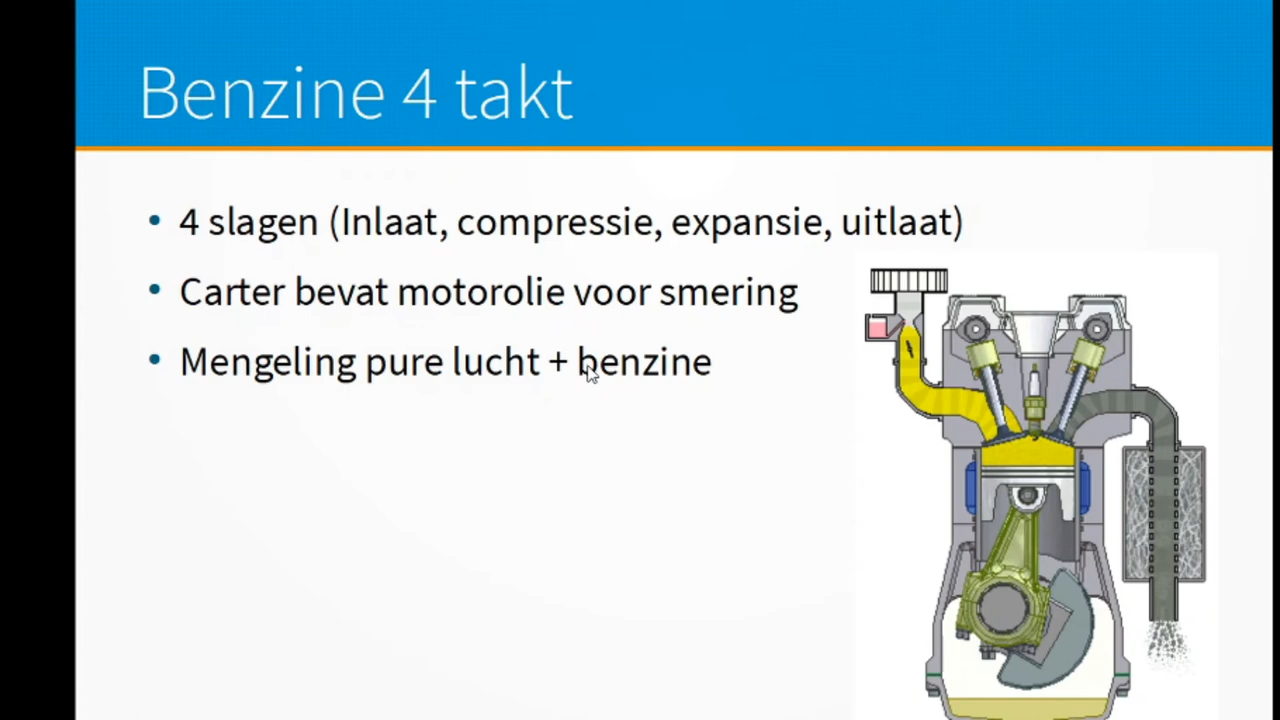 Benzine 4 takt
4 slagen (Inlaat, compressie, expansie, uitlaat)
Carter bevat motorolie voor smering
Mengeling pure lucht + benzine